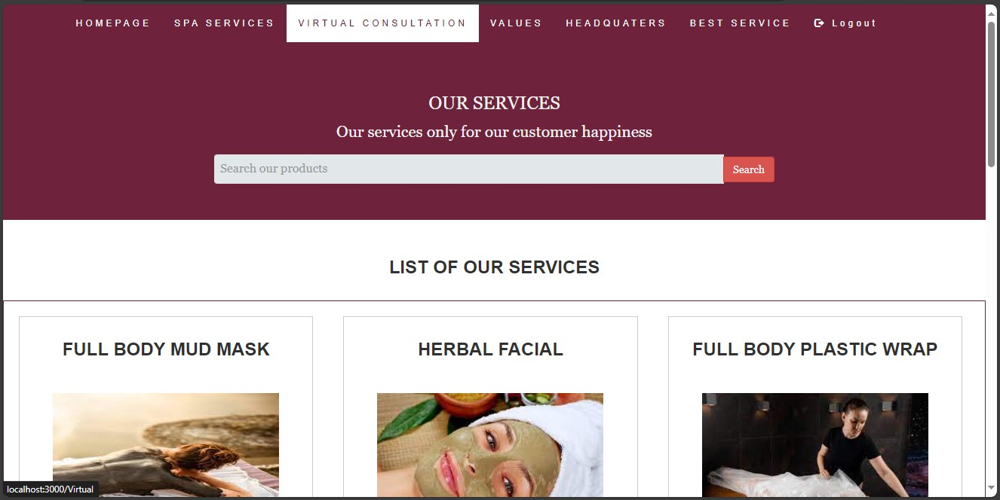 HOMEPAGE SPA SERVICES VIRTUAL CONSULTATION VALUES HEADQUATERS BEST SERVICE Logout
OUR SERVICES
Our services only for our customer happiness
Search our products Search
LIST OF OUR SERVICES
FULL BODY MUD MASK HERBAL FACIAL FULL BODY PLASTIC WRAP
localhost:3000/Virtual